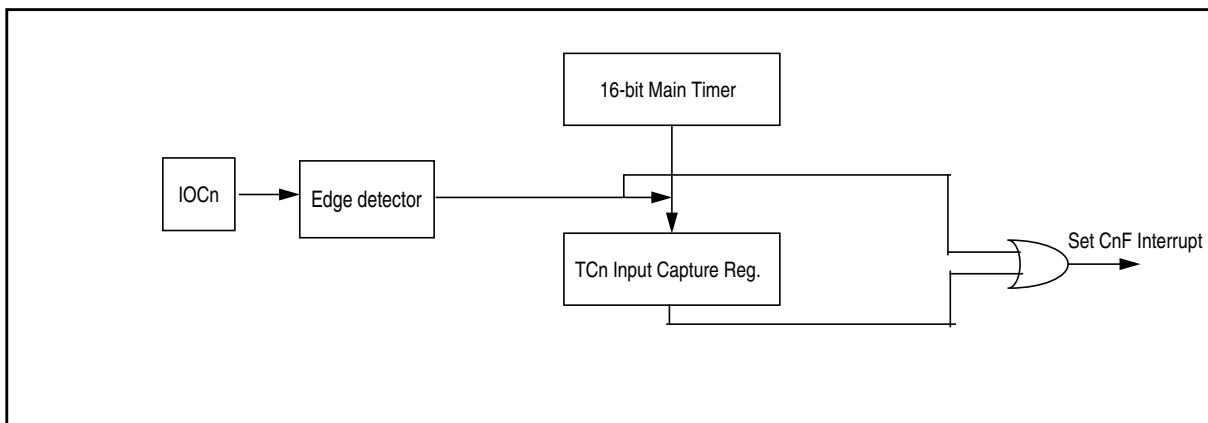 16-bit Main Timer
IOCn
Edge detector
TCn Input Capture Reg.
Set CnF Interrupt